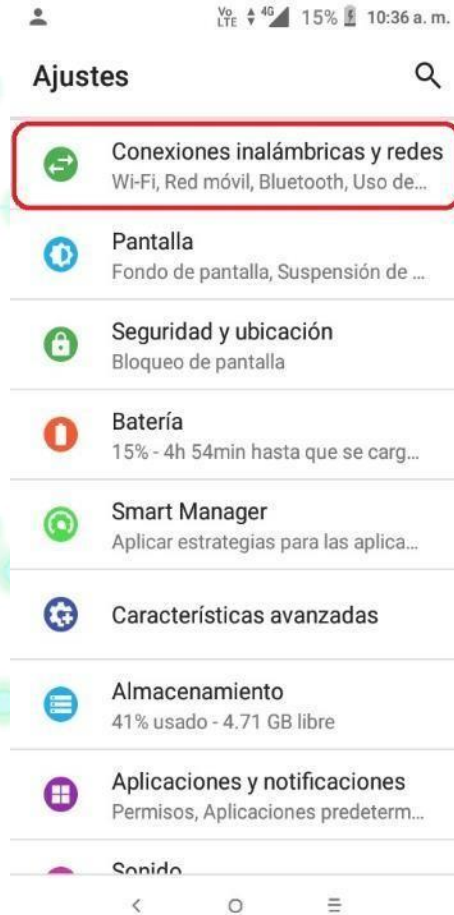 Vo LTE 4G 15% 10:36 a. m.
Ajustes
Conexiones inalámbricas y redes
Wi-Fi, Red móvil, Bluetooth, Uso de...
Pantalla
Fondo de pantalla, Suspensión de ...
Seguridad y ubicación
Bloqueo de pantalla
Batería
15% - 4h 54min hasta que se carg...
Smart Manager
Aplicar estrategias para las aplica...
Características avanzadas
Almacenamiento
41% usado - 4.71 GB libre
Aplicaciones y notificaciones
Permisos, Aplicaciones predeterm...
Sonido